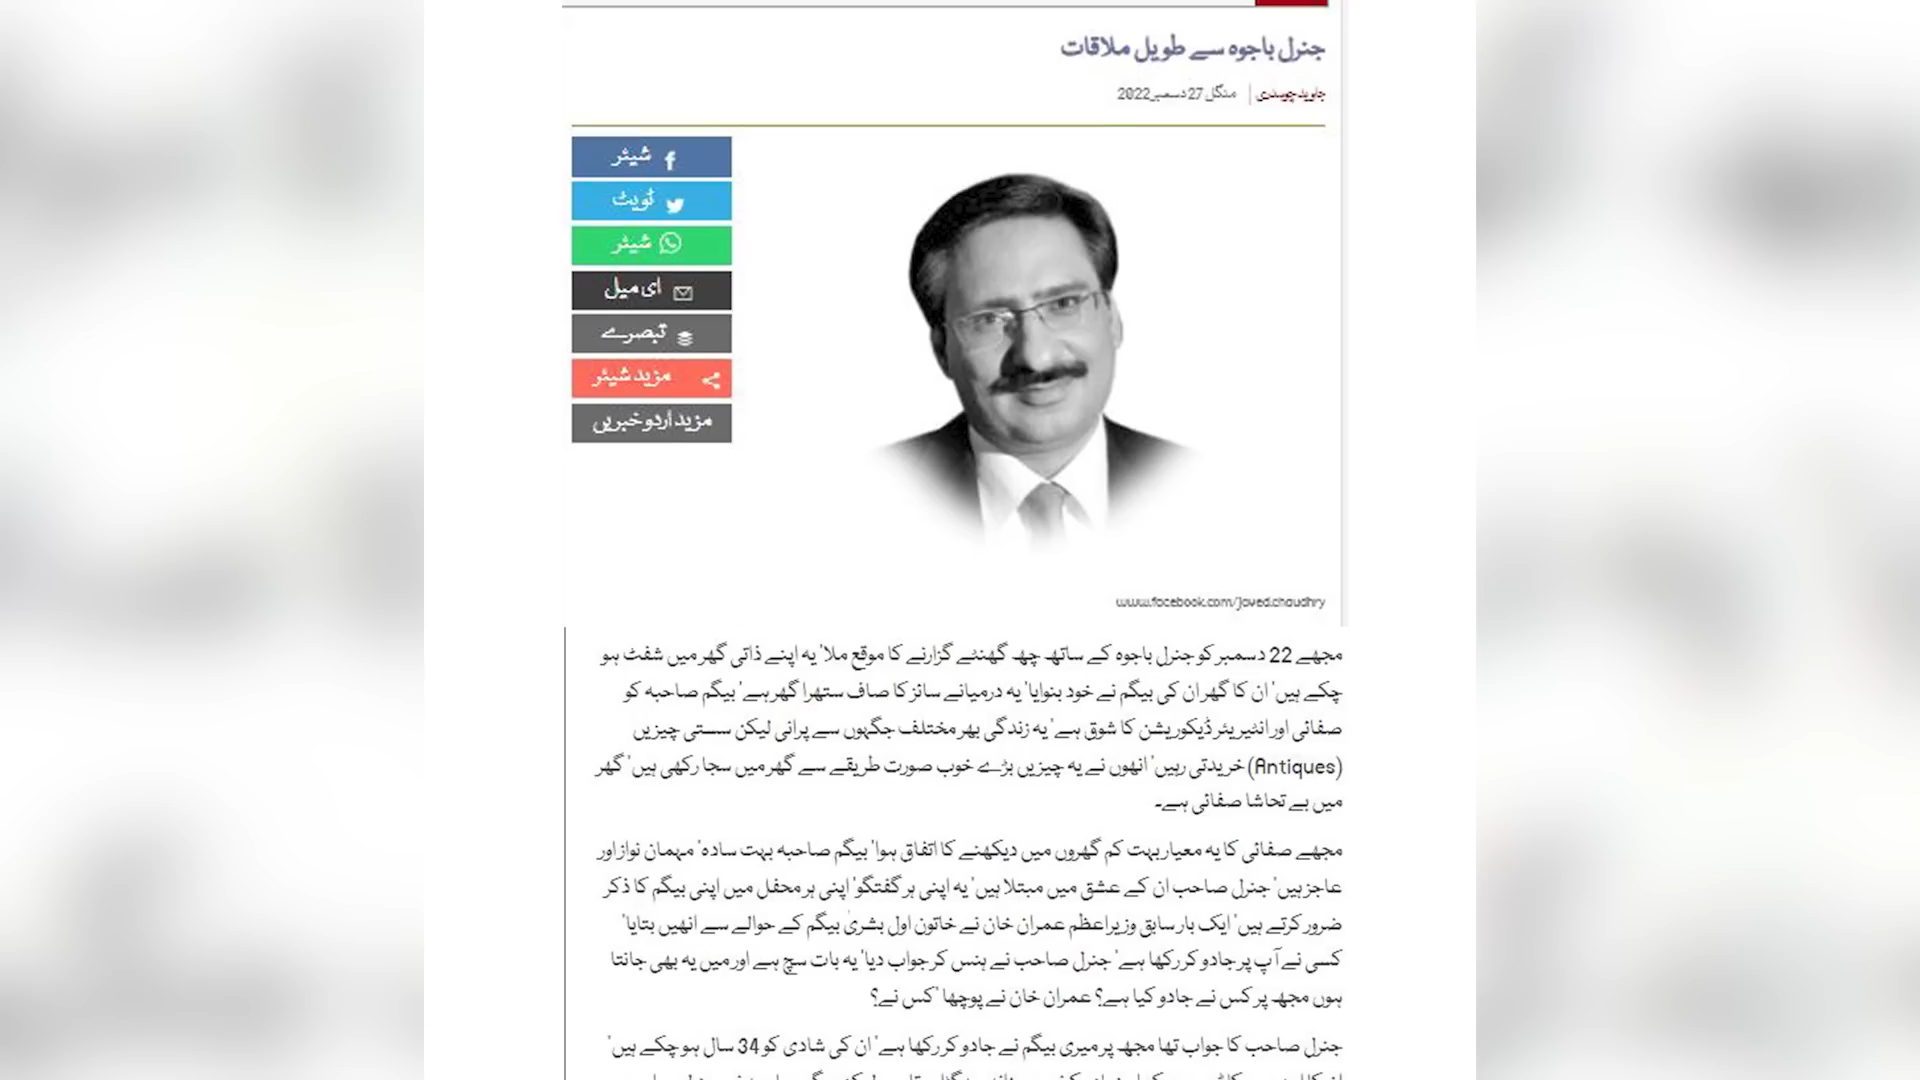 جنرل باجوہ سے طویل ملاقات
جاوید چوہدری | منگل 27 دسمبر 2022
شیئر
ٹویٹ
شیئر
ای میل
تبصرے
مزید شیئر
مزید اردو خبریں
www.facebook.com/javed.chaudhry
مجھے 22 دسمبر کو جنرل باجوہ کے ساتھ چھ گھنٹے گزارنے کا موقع ملا' یہ اپنے ذاتی گھر میں شفٹ ہو
چکے ہیں' ان کا گھر ان کی بیگم نے خود بنوایا' یہ درمیانے سائز کا صاف ستھرا گھر ہے' بیگم صاحبہ کو
صفائی اور انٹیریئر ڈیکوریشن کا شوق ہے' یہ زندگی بھر مختلف جگہوں سے پرانی لیکن سستی چیزیں
(Antiques) خریدتی رہیں' انھوں نے یہ چیزیں بڑے خوب صورت طریقے سے گھر میں سجا رکھی ہیں' گھر
میں بے تحاشا صفائی ہے۔
مجھے صفائی کا یہ معیار بہت کم گھروں میں دیکھنے کا اتفاق ہوا' بیگم صاحبہ بہت سادہ' مہمان نواز اور
عاجز ہیں' جنرل صاحب ان کے عشق میں مبتلا ہیں' یہ اپنی ہر گفتگو' اپنی ہر محفل میں اپنی بیگم کا ذکر
ضرور کرتے ہیں' ایک بار سابق وزیراعظم عمران خان نے خاتون اول بشریٰ بیگم کے حوالے سے انھیں بتایا'
کسی نے آپ پر جادو کر رکھا ہے' جنرل صاحب نے ہنس کر جواب دیا' یہ بات سچ ہے اور میں یہ بھی جانتا
ہوں مجھ پر کس نے جادو کیا ہے؟ عمران خان نے پوچھا 'کس نے؟
جنرل صاحب کا جواب تھا مجھ پر میری بیگم نے جادو کر رکھا ہے' ان کی شادی کو 34 سال ہو چکے ہیں'